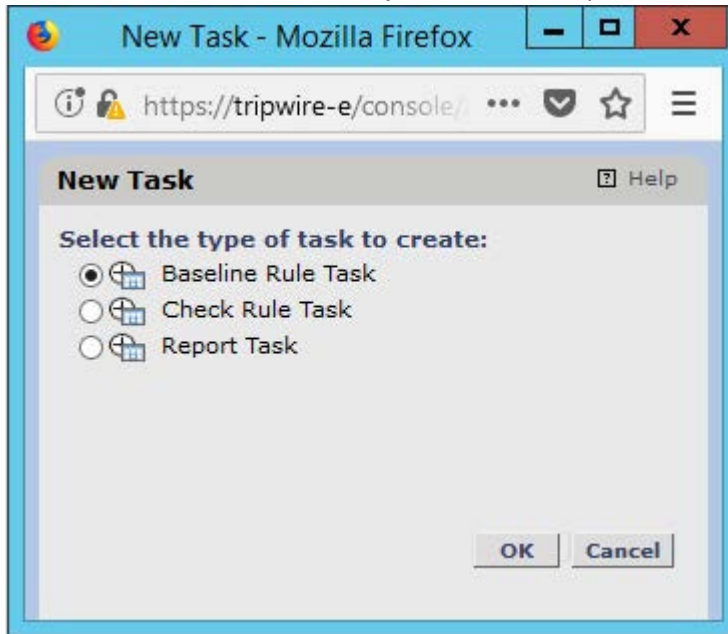 New Task - Mozilla Firefox
https://tripwire-e/console/
New Task
? Help
Select the type of task to create:
Baseline Rule Task
Check Rule Task
Report Task
OK Cancel